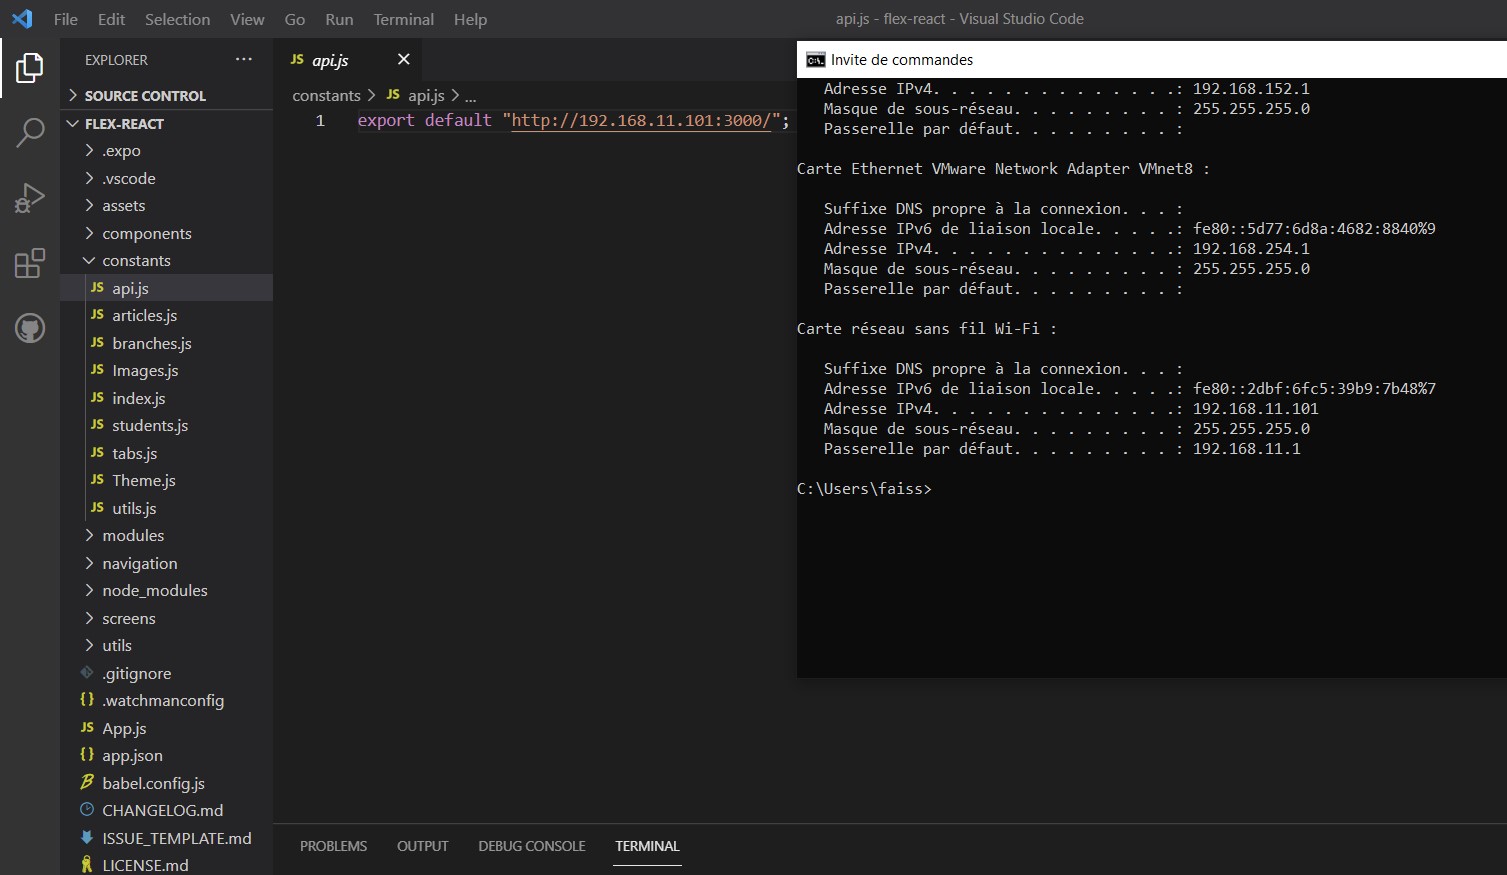 File Edit Selection View Go Run Terminal Help
api.js - flex-react - Visual Studio Code
EXPLORER
SOURCE CONTROL
FLEX-REACT
.expo
.vscode
assets
components
constants
JS api.js
JS articles.js
JS branches.js
JS Images.js
JS index.js
JS students.js
JS tabs.js
JS Theme.js
JS utils.js
modules
navigation
node_modules
screens
utils
.gitignore
{} .watchmanconfig
JS App.js
{} app.json
babel.config.js
CHANGELOG.md
ISSUE_TEMPLATE.md
LICENSE.md
JS api.js
constants > JS api.js > ...
1 export default "http://192.168.11.101:3000/";
Invite de commandes
Adresse IPv4. . . . . . . . . . . . . .: 192.168.152.1
Masque de sous-réseau. . . . . . . . . : 255.255.255.0
Passerelle par défaut. . . . . . . . . :
Carte Ethernet VMware Network Adapter VMnet8 :
Suffixe DNS propre à la connexion. . . :
Adresse IPv6 de liaison locale. . . . .: fe80::5d77:6d8a:4682:8840%9
Adresse IPv4. . . . . . . . . . . . . .: 192.168.254.1
Masque de sous-réseau. . . . . . . . . : 255.255.255.0
Passerelle par défaut. . . . . . . . . :
Carte réseau sans fil Wi-Fi :
Suffixe DNS propre à la connexion. . . :
Adresse IPv6 de liaison locale. . . . .: fe80::2dbf:6fc5:39b9:7b48%7
Adresse IPv4. . . . . . . . . . . . . .: 192.168.11.101
Masque de sous-réseau. . . . . . . . . : 255.255.255.0
Passerelle par défaut. . . . . . . . . : 192.168.11.1
C:\Users\faiss>
PROBLEMS OUTPUT DEBUG CONSOLE TERMINAL